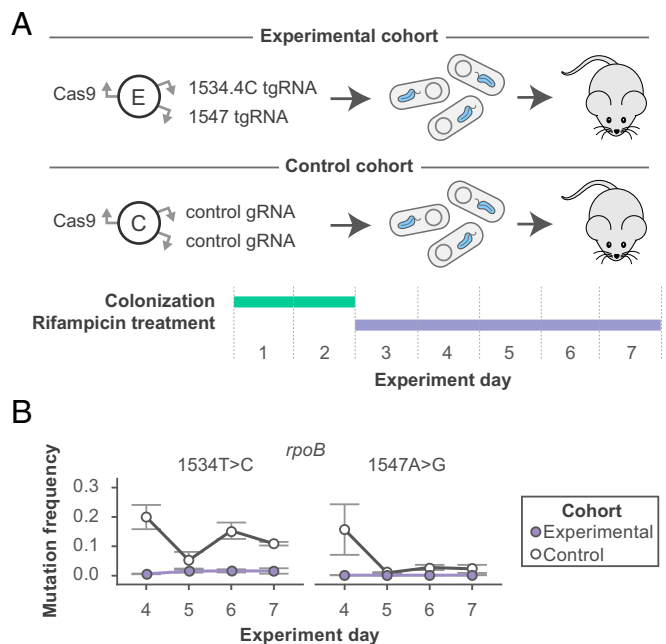 A
Experimental cohort
Cas9
E
1534.4C tgRNA
1547 tgRNA
Control cohort
Cas9
C
control gRNA
control gRNA
Colonization
Rifampicin treatment
1 2 3 4 5 6 7
Experiment day
B
rpoB
1534T>C 1547A>G
Mutation frequency
0.3
0.2
0.1
0.0
4 5 6 7 4 5 6 7
Experiment day
Cohort
Experimental
Control